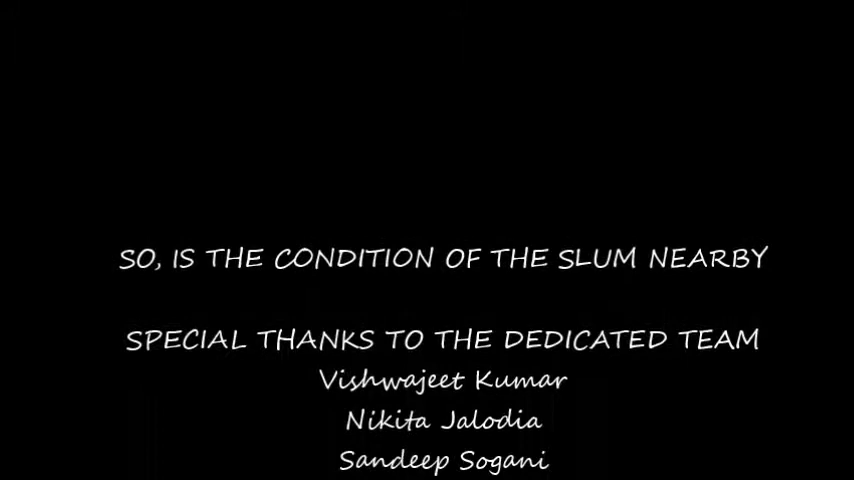 SO, IS THE CONDITION OF THE SLUM NEARBY
SPECIAL THANKS TO THE DEDICATED TEAM
Vishwajeet Kumar
Nikita Jalodia
Sandeep Sogani